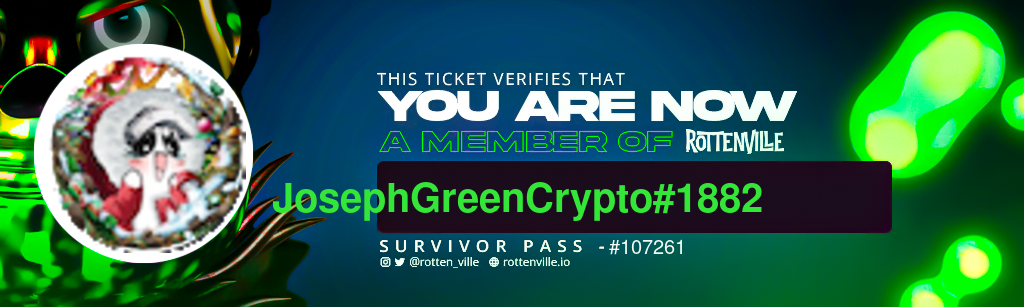 THIS TICKET VERIFIES THAT
YOU ARE NOW
A MEMBER OF ROTTENVILLE
JosephGreenCrypto#1882
SURVIVOR PASS - #107261
@rotten_ville rottenville.io